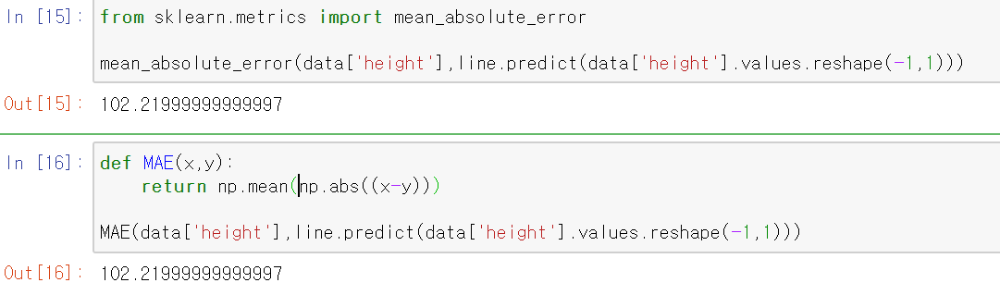 In [15]: from sklearn.metrics import mean_absolute_error
mean_absolute_error(data['height'],line.predict(data['height'].values.reshape(-1,1)))
Out[15]: 102.21999999999997
In [16]: def MAE(x,y):
return np.mean(np.abs((x-y)))
MAE(data['height'],line.predict(data['height'].values.reshape(-1,1)))
Out[16]: 102.21999999999997